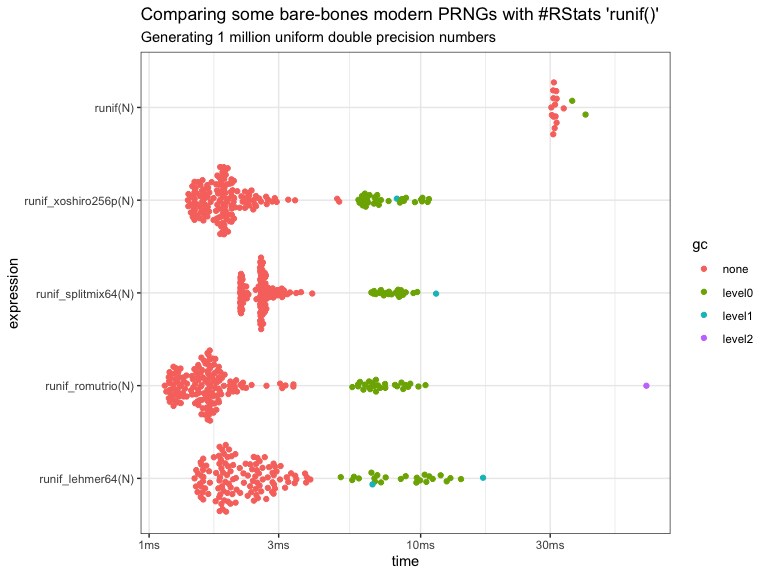 Comparing some bare-bones modern PRNGs with #RStats 'runif()'
Generating 1 million uniform double precision numbers
expression
runif(N)
runif_xoshiro256p(N)
runif_splitmix64(N)
runif_romutrio(N)
runif_lehmer64(N)
1ms
3ms
10ms
30ms
time
gc
none
level0
level1
level2